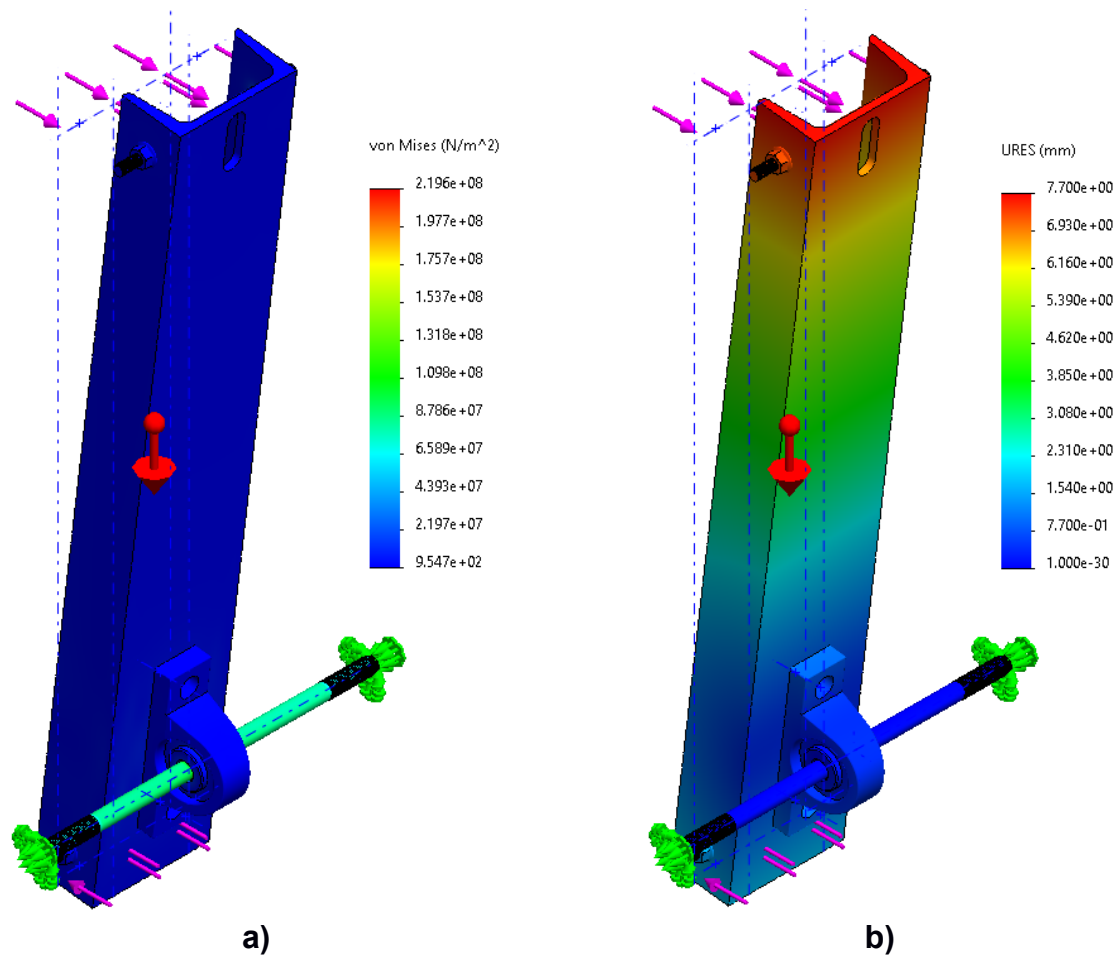 von Mises (N/m^2)
2.196e+08
1.977e+08
1.757e+08
1.537e+08
1.318e+08
1.098e+08
8.786e+07
6.589e+07
4.393e+07
2.197e+07
9.547e+02
a)
URES (mm)
7.700e+00
6.930e+00
6.160e+00
5.390e+00
4.620e+00
3.850e+00
3.080e+00
2.310e+00
1.540e+00
7.700e-01
1.000e-30
b)